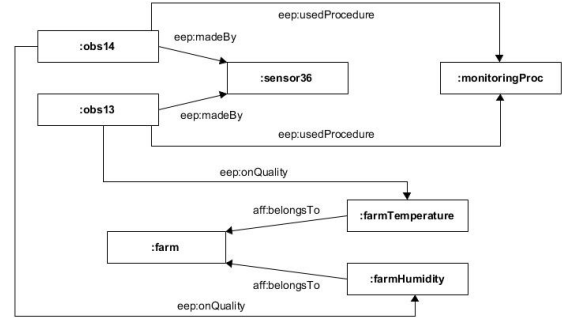 eep:usedProcedure
:obs14
eep:madeBy
:sensor36
:monitoringProc
:obs13
eep:madeBy
eep:usedProcedure
eep:onQuality
aff:belongsTo
:farmTemperature
:farm
:farmHumidity
aff:belongsTo
eep:onQuality